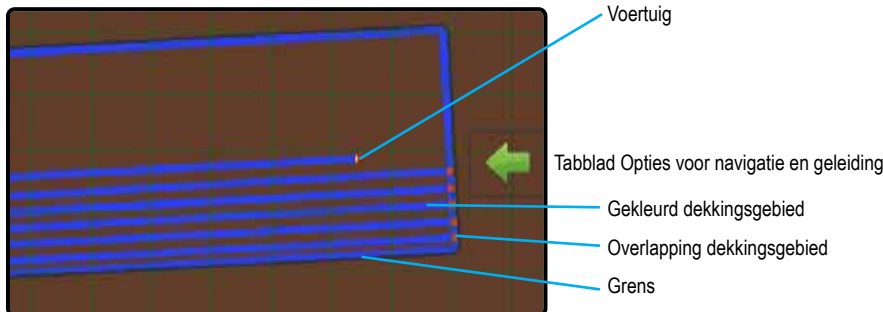 Voertuig
Tabblad Opties voor navigatie en geleiding
Gekleurd dekkingsgebied
Overlapping dekkingsgebied
Grens